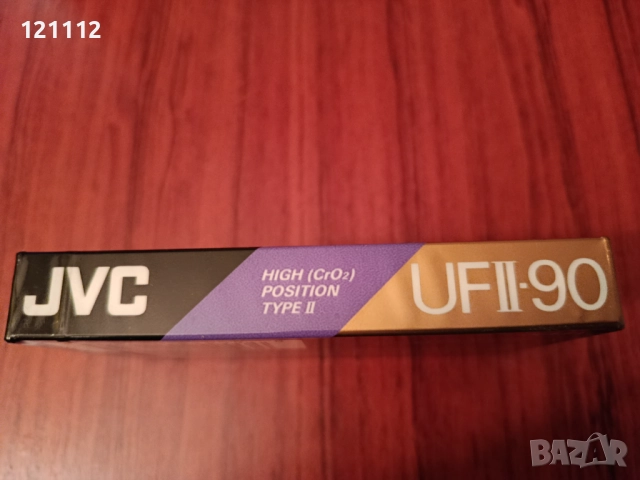 121112
JVC
HIGH (CrO₂)
POSITION
TYPE II
UFII·90
BAZAR